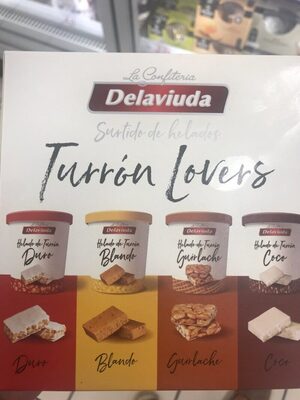 La Confitería
Delaviuda
Surtido de helados
Turrón Lovers
Delaviuda
Helado de Turrón
Duro
Delaviuda
Helado de Turrón
Blando
Delaviuda
Helado de Turrón
Guirlache
Delaviuda
Helado de Turrón
Coco
Duro
Blando
Guirlache
Coco